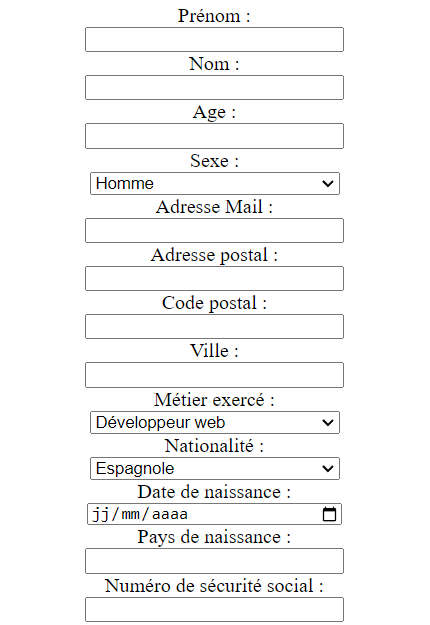 Prénom :
Nom :
Age :
Sexe :
Homme
Adresse Mail :
Adresse postal :
Code postal :
Ville :
Métier exercé :
Développeur web
Nationalité :
Espagnole
Date de naissance :
jj/mm/aaaa
Pays de naissance :
Numéro de sécurité social :